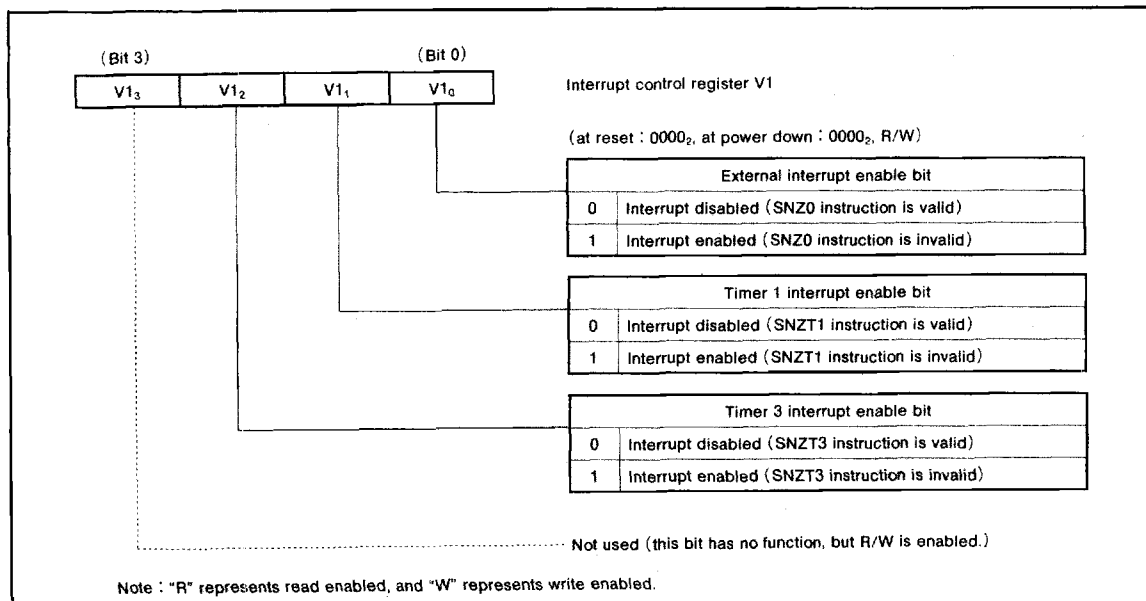 (Bit 3) (Bit 0)
V1₃ V1₂ V1₁ V1₀
Interrupt control register V1
(at reset : 0000₂, at power down : 0000₂, R/W)
External interrupt enable bit
0 Interrupt disabled (SNZ0 instruction is valid)
1 Interrupt enabled (SNZ0 instruction is invalid)
Timer 1 interrupt enable bit
0 Interrupt disabled (SNZT1 instruction is valid)
1 Interrupt enabled (SNZT1 instruction is invalid)
Timer 3 interrupt enable bit
0 Interrupt disabled (SNZT3 instruction is valid)
1 Interrupt enabled (SNZT3 instruction is invalid)
Not used (this bit has no function, but R/W is enabled.)
Note : "R" represents read enabled, and "W" represents write enabled.